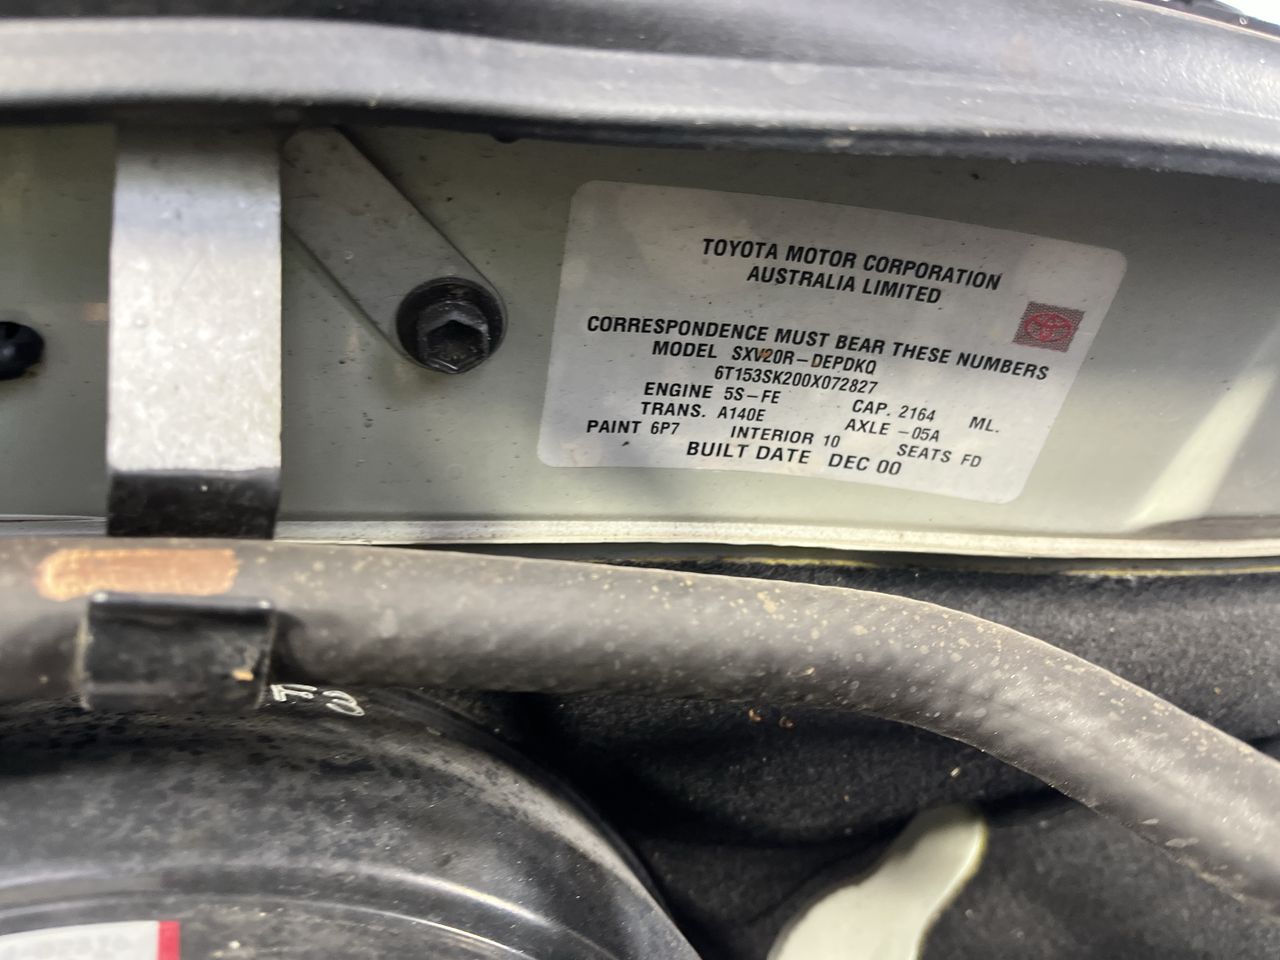 TOYOTA MOTOR CORPORATION
AUSTRALIA LIMITED
CORRESPONDENCE MUST BEAR THESE NUMBERS
MODEL SXV20R-DEPDKQ
6T153SK200X072827
ENGINE 5S-FE CAP. 2164 ML.
TRANS. A140E AXLE -05A
PAINT 6P7 INTERIOR 10 SEATS FD
BUILT DATE DEC 00